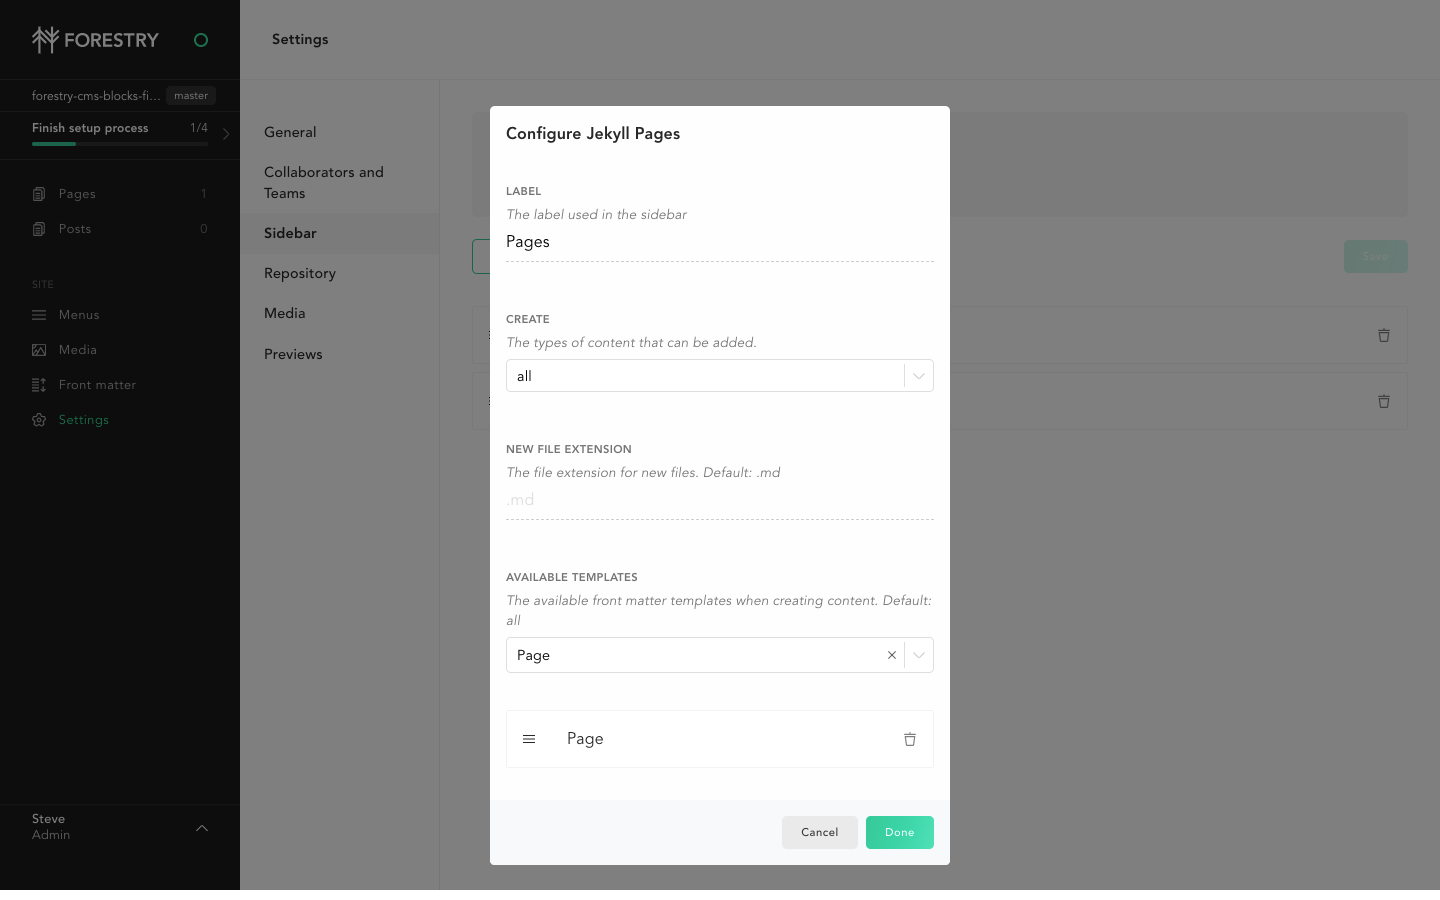 FORESTRY
forestry-cms-blocks-fi... master
Finish setup process 1/4
Pages 1
Posts 0
SITE
Menus
Media
Front matter
Settings
Steve
Admin
Settings
General
Collaborators and
Teams
Sidebar
Repository
Media
Previews
Save
Configure Jekyll Pages
LABEL
The label used in the sidebar
Pages
CREATE
The types of content that can be added.
all
NEW FILE EXTENSION
The file extension for new files. Default: .md
.md
AVAILABLE TEMPLATES
The available front matter templates when creating content. Default:
all
Page
Page
Cancel Done